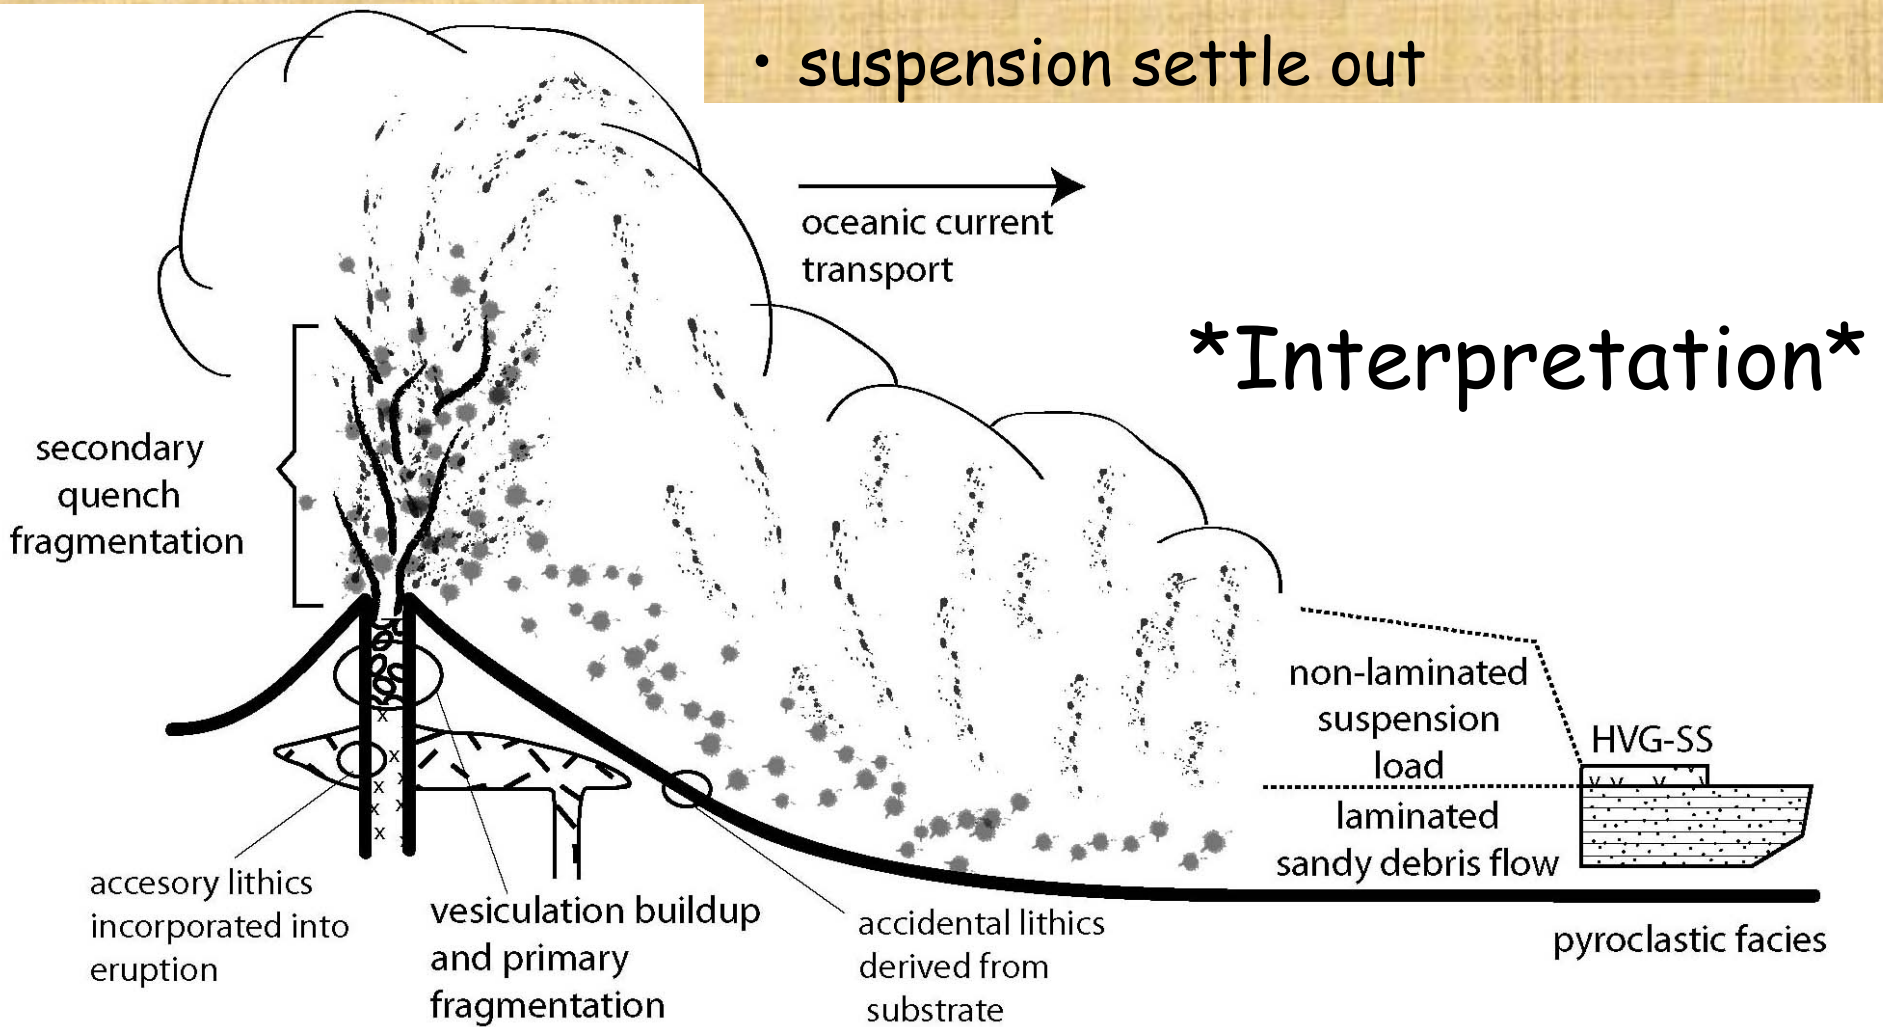 • suspension settle out
oceanic current
transport
*Interpretation*
secondary
quench
fragmentation
non-laminated
suspension
load
HVG-SS
laminated
sandy debris flow
accesory lithics
incorporated into
eruption
vesiculation buildup
and primary
fragmentation
accidental lithics
derived from
substrate
pyroclastic facies